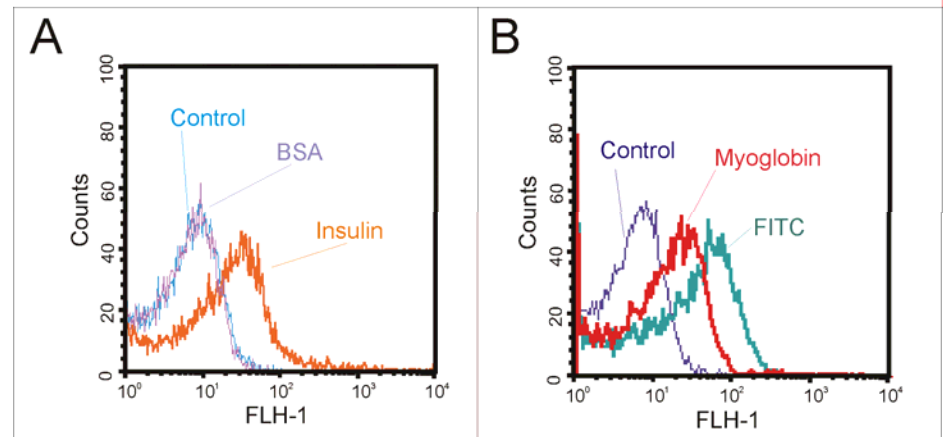 A
100
80
60
40
20
0
Counts
Control
BSA
Insulin
10⁰ 10¹ 10² 10³ 10⁴
FLH-1
B
100
80
60
40
20
0
Counts
Control
Myoglobin
FITC
10⁰ 10¹ 10² 10³ 10⁴
FLH-1